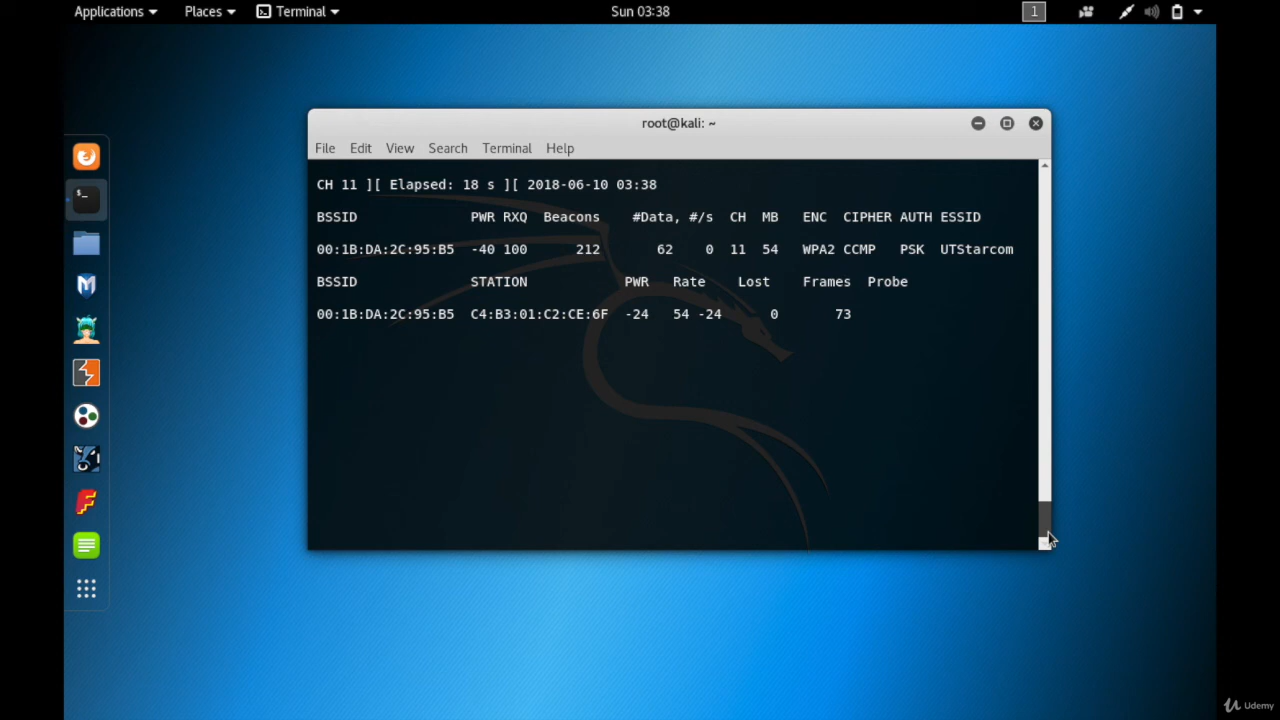 Applications Places Terminal Sun 03:38 1
root@kali: ~
File Edit View Search Terminal Help
CH 11 ][ Elapsed: 18 s ][ 2018-06-10 03:38
BSSID PWR RXQ Beacons #Data, #/s CH MB ENC CIPHER AUTH ESSID
00:1B:DA:2C:95:B5 -40 100 212 62 0 11 54 WPA2 CCMP PSK UTStarcom
BSSID STATION PWR Rate Lost Frames Probe
00:1B:DA:2C:95:B5 C4:B3:01:C2:CE:6F -24 54 -24 0 73
Udemy